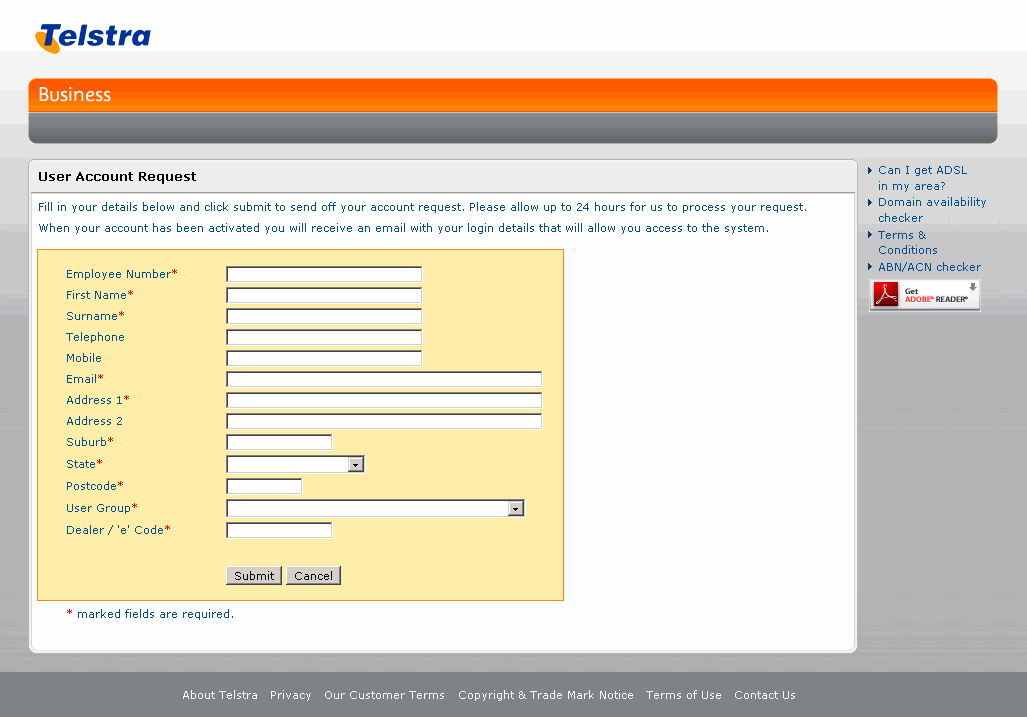 Telstra
Business
User Account Request
Fill in your details below and click submit to send off your account request. Please allow up to 24 hours for us to process your request.
When your account has been activated you will receive an email with your login details that will allow you access to the system.
Employee Number*
First Name*
Surname*
Telephone
Mobile
Email*
Address 1*
Address 2
Suburb*
State*
Postcode*
User Group*
Dealer / 'e' Code*
Submit Cancel
* marked fields are required.
Can I get ADSL
in my area?
Domain availability
checker
Terms &
Conditions
ABN/ACN checker
Get
ADOBE® READER®
About Telstra Privacy Our Customer Terms Copyright & Trade Mark Notice Terms of Use Contact Us